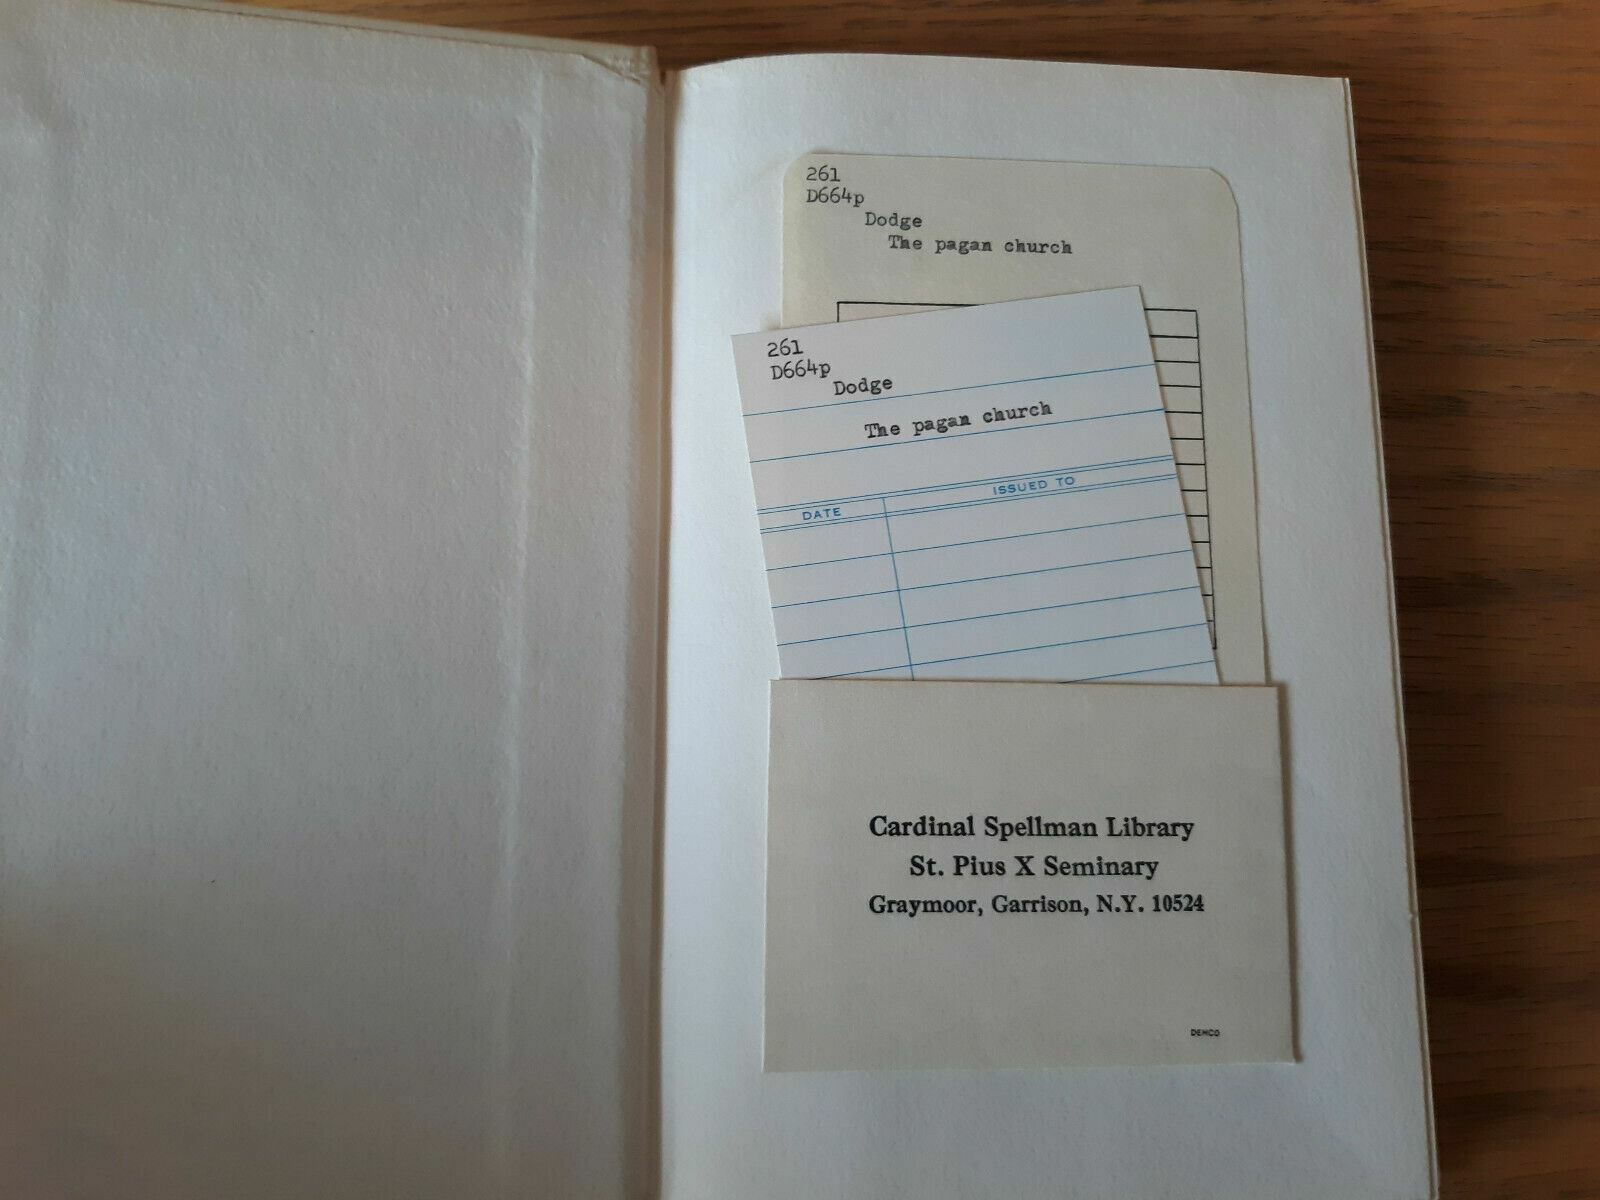 261
D664p
Dodge
The pagan church
261
D664p
Dodge
The pagan church
DATE
ISSUED TO
Cardinal Spellman Library
St. Pius X Seminary
Graymoor, Garrison, N.Y. 10524
DEMCO